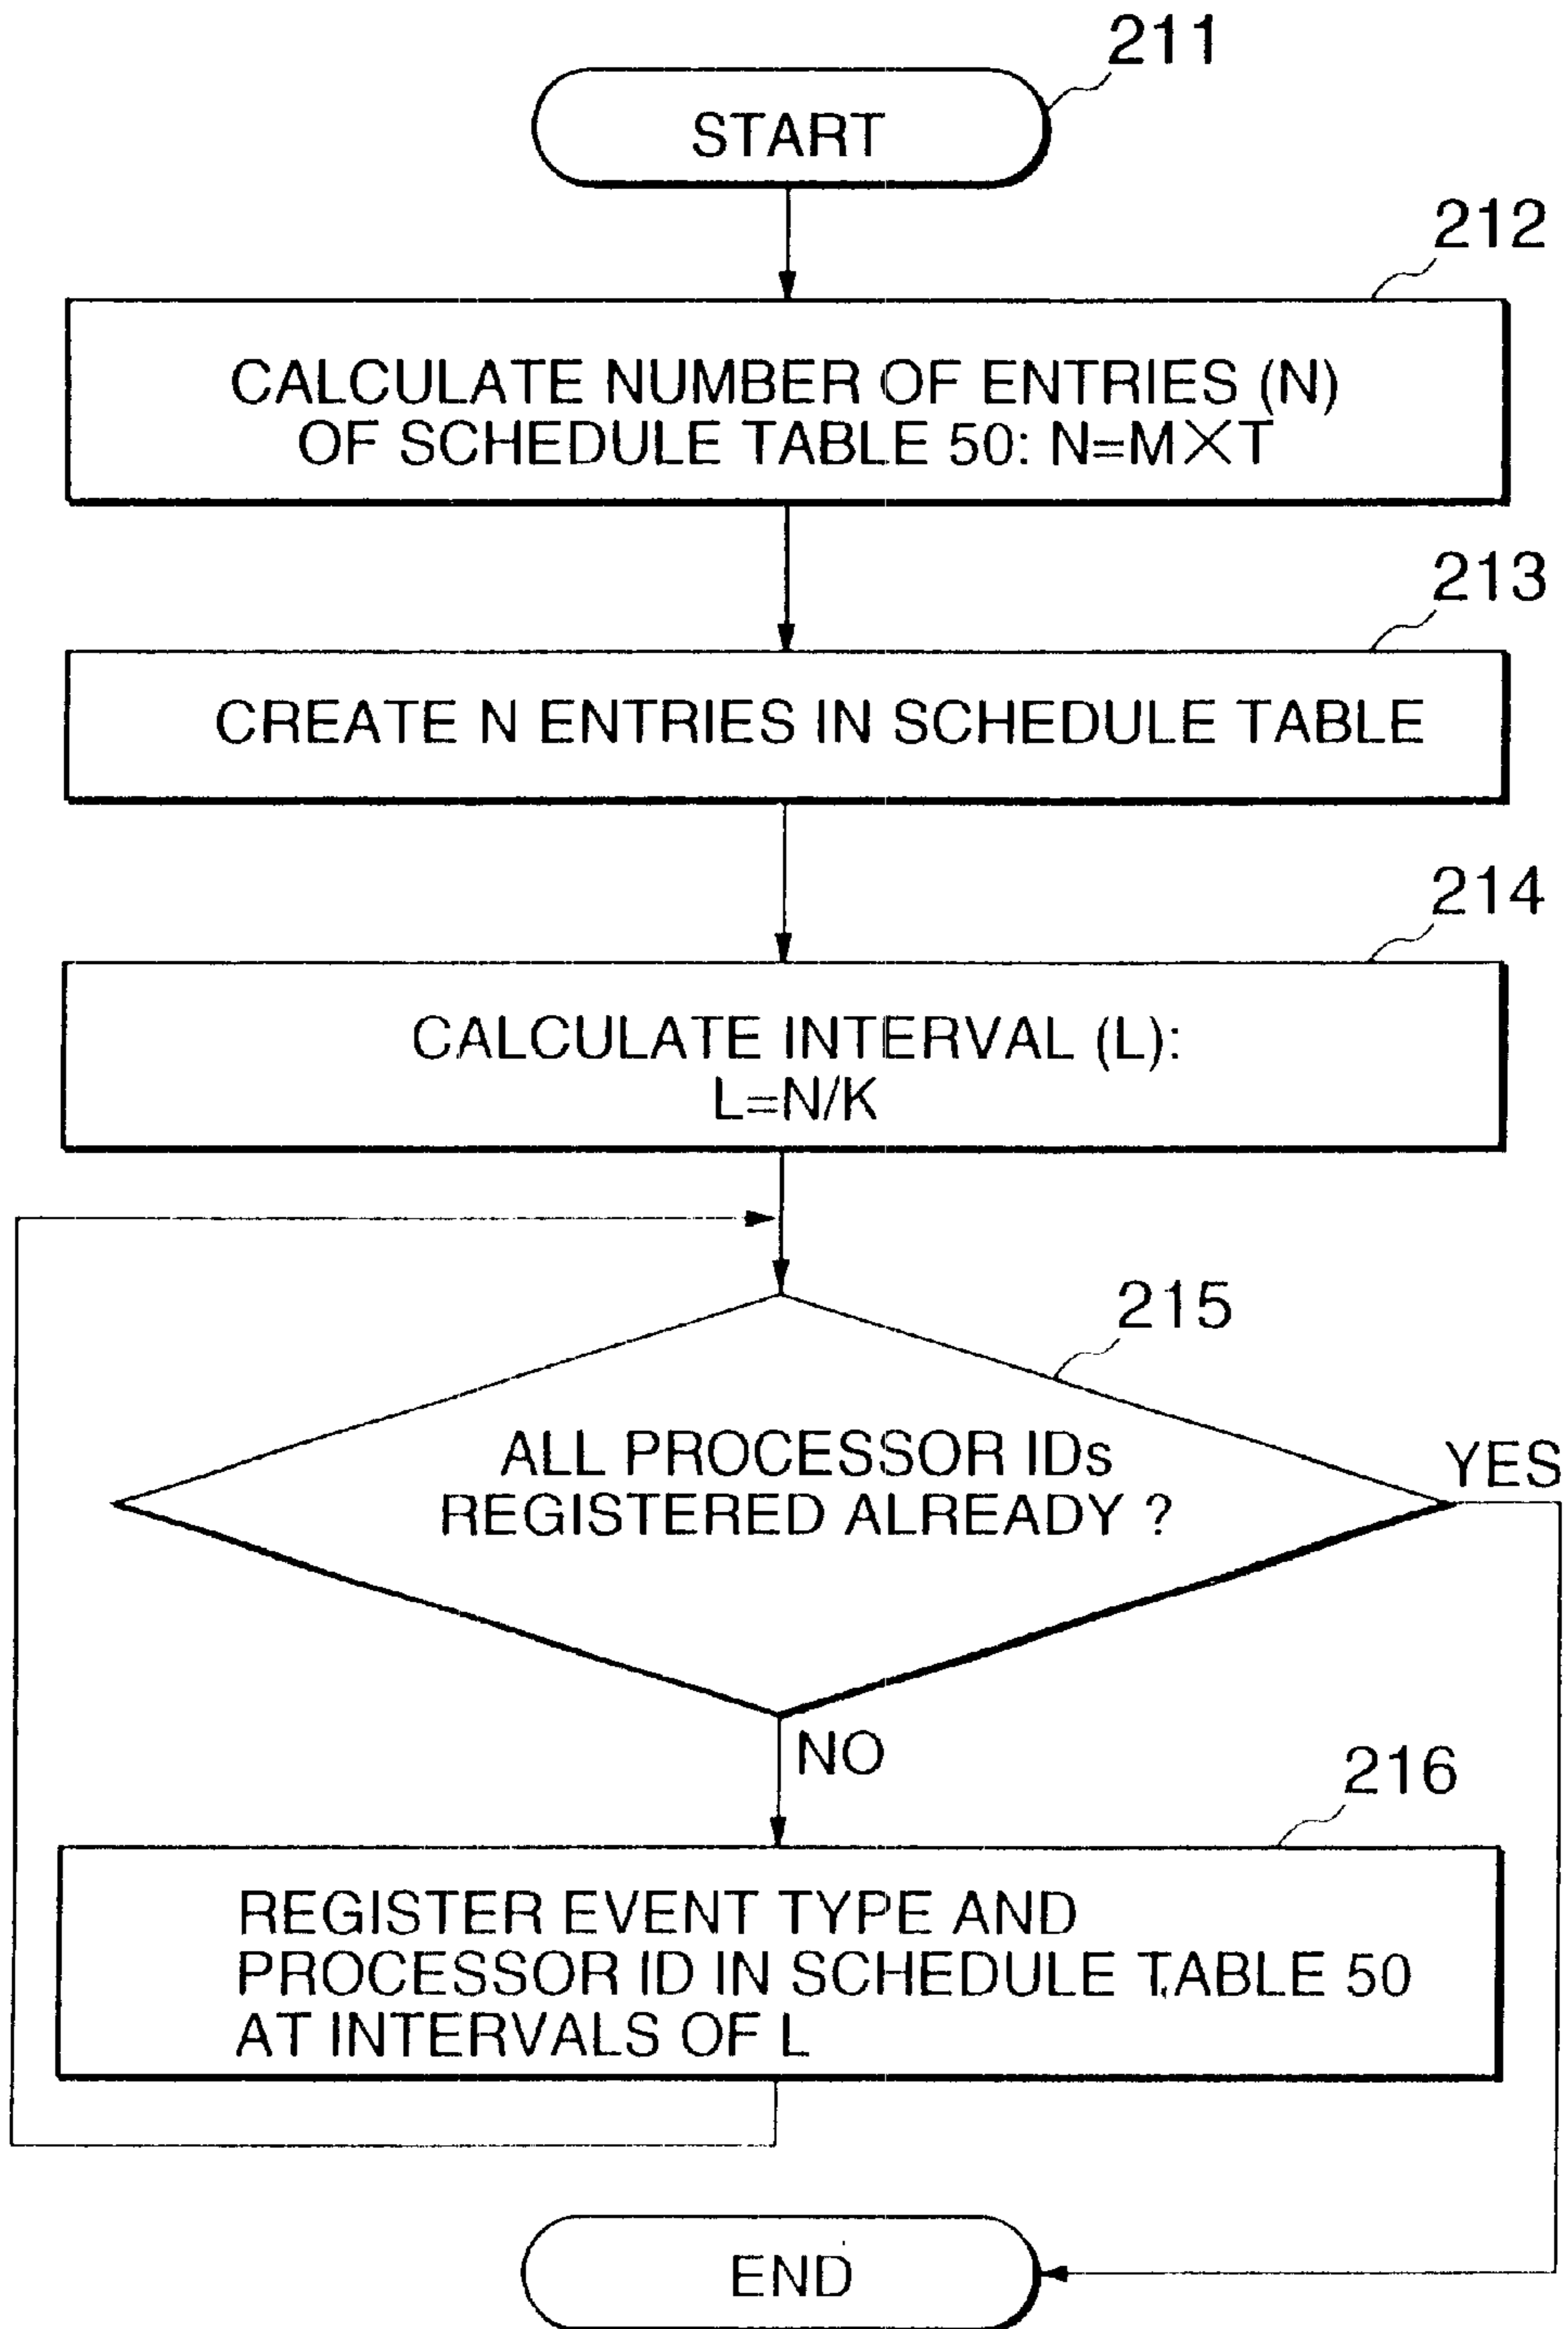 211
START
212
CALCULATE NUMBER OF ENTRIES (N)
OF SCHEDULE TABLE 50: N=M×T
213
CREATE N ENTRIES IN SCHEDULE TABLE
214
CALCULATE INTERVAL (L):
L=N/K
215
ALL PROCESSOR IDs
REGISTERED ALREADY ?
YES
NO
216
REGISTER EVENT TYPE AND
PROCESSOR ID IN SCHEDULE TABLE 50
AT INTERVALS OF L
END